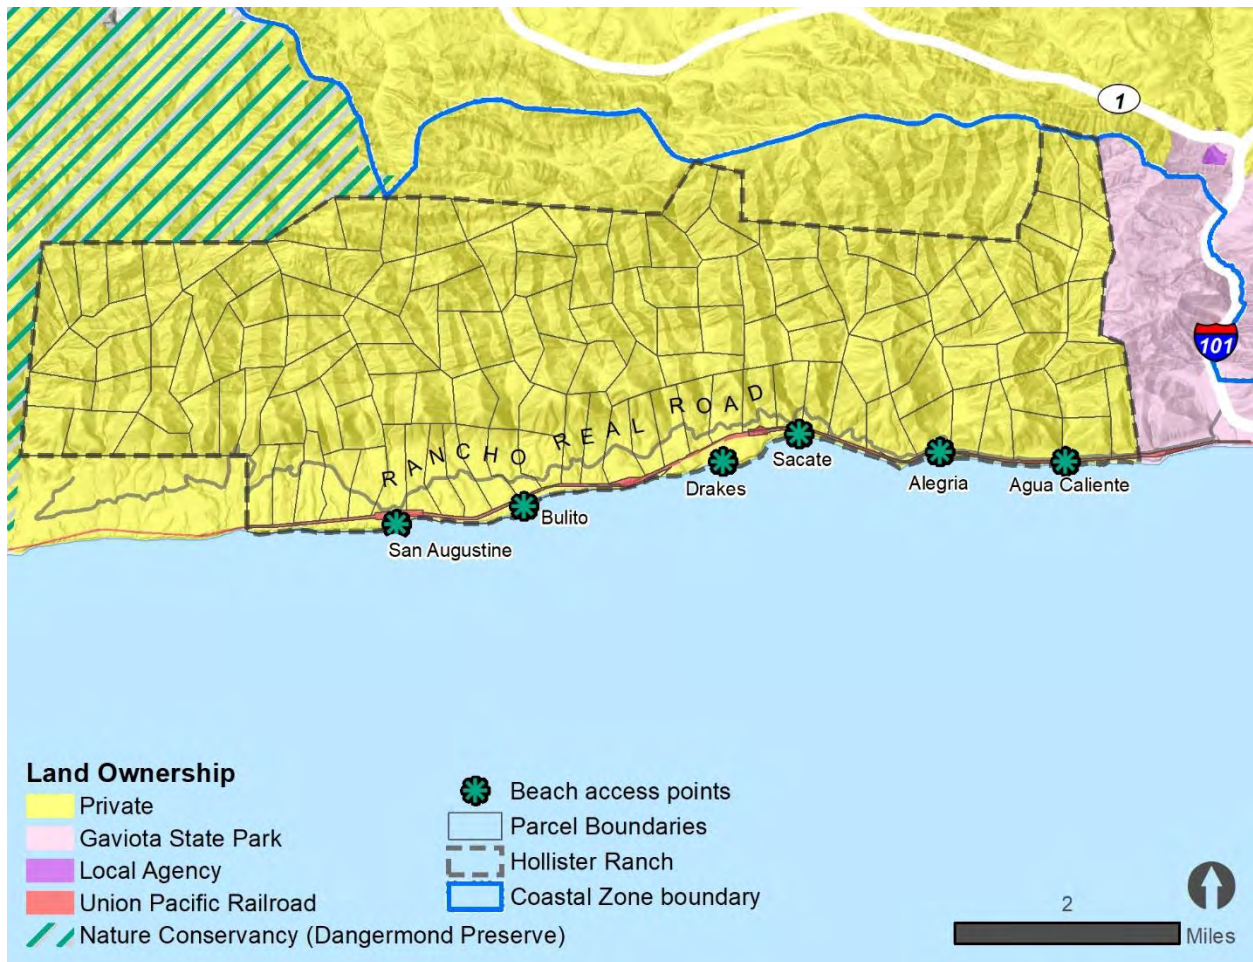 1
101
RANCHO REAL ROAD
Sacate
Drakes
Alegria
Agua Caliente
Bulito
San Augustine
Land Ownership
Private
Gaviota State Park
Local Agency
Union Pacific Railroad
Nature Conservancy (Dangermond Preserve)
Beach access points
Parcel Boundaries
Hollister Ranch
Coastal Zone boundary
2
Miles